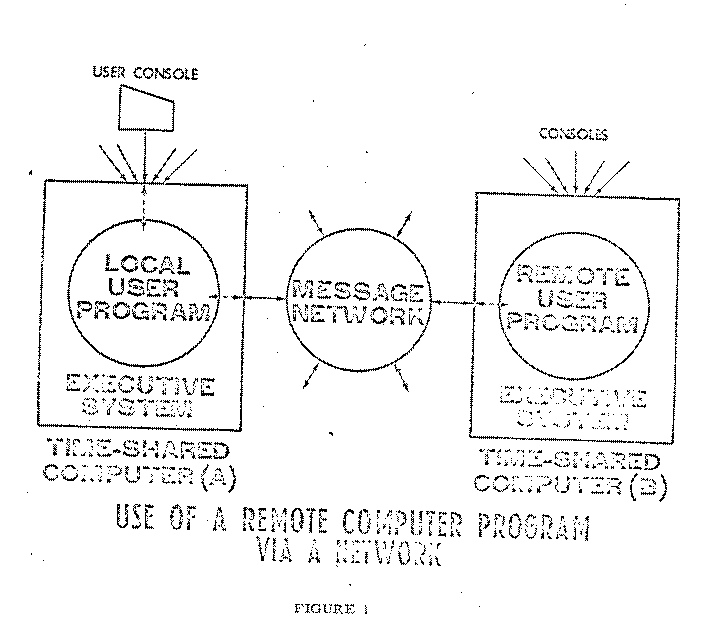 USER CONSOLE
CONSOLES
LOCAL
USER
PROGRAM
MESSAGE
NETWORK
REMOTE
USER
PROGRAM
EXECUTIVE
SYSTEM
EXECUTIVE
SYSTEM
TIME-SHARED
COMPUTER (A)
TIME-SHARED
COMPUTER (B)
USE OF A REMOTE COMPUTER PROGRAM
VIA A NETWORK
FIGURE 1